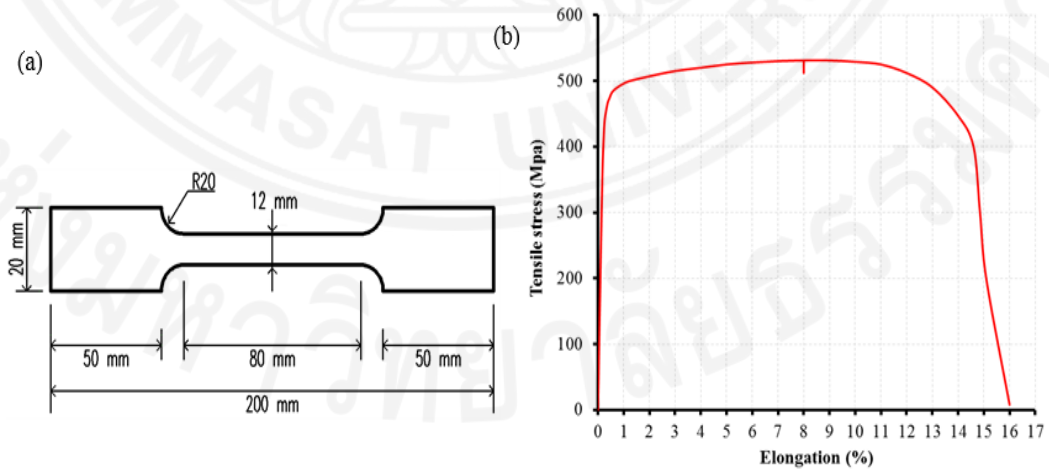 MMASAT UNIVER
(a)
(b)
R20
12 mm
20 mm
50 mm
80 mm
50 mm
200 mm
Tensile stress (Mpa)
600
500
400
300
200
100
0
0 1 2 3 4 5 6 7 8 9 10 11 12 13 14 15 16 17
Elongation (%)